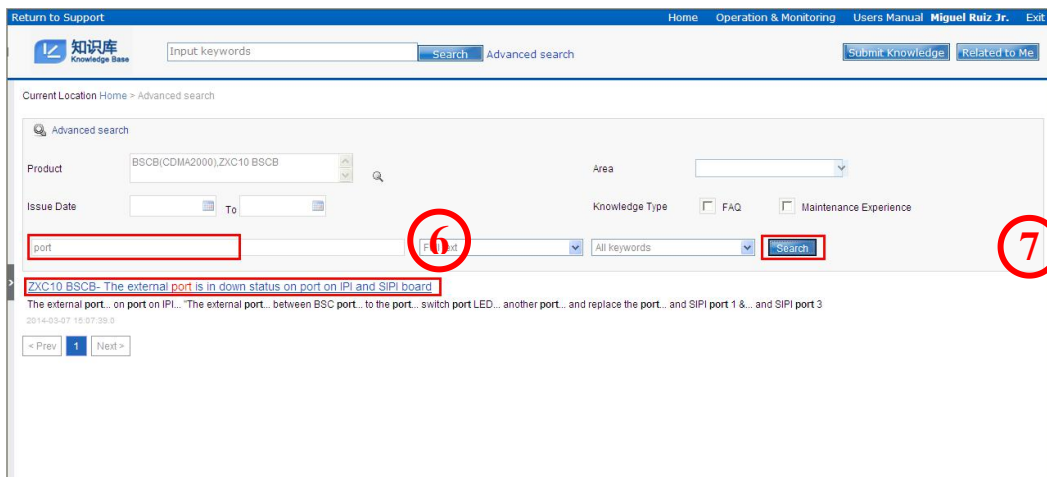 Return to Support Home Operation & Monitoring Users Manual Miguel Ruiz Jr. Exit
知识库
Knowledge Base
Input keywords Search Advanced search Submit Knowledge Related to Me
Current Location Home > Advanced search
Advanced search
Product BSCB(CDMA2000),ZXC10 BSCB Area
Issue Date To Knowledge Type FAQ Maintenance Experience
port 6 All keywords Search 7
ZXC10 BSCB- The external port is in down status on port on IPI and SIPI board
The external port... on port on IPI... "The external port... between BSC port... to the port... switch port LED... another port... and replace the port... and SIPI port 1 &... and SIPI port 3
2014-03-07 16:07:39.0
< Prev 1 Next >